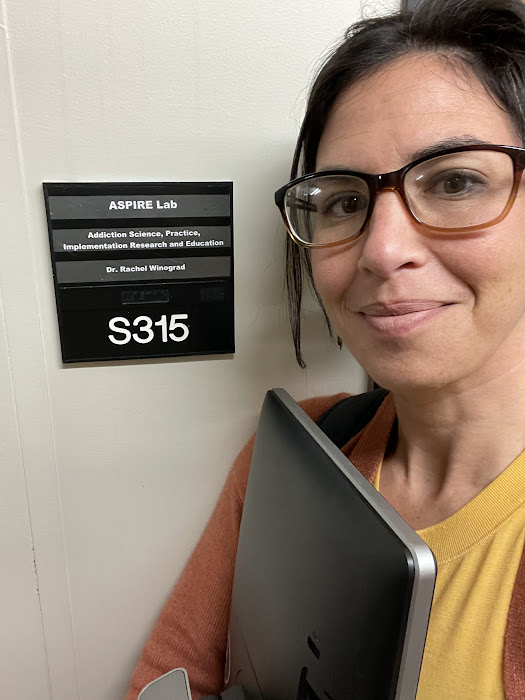 ASPIRE Lab
Addiction Science, Practice,
Implementation Research and Education
Dr. Rachel Winograd
S315